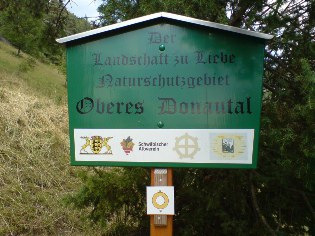 Der
Landschaft zu Liebe
Naturschutzgebiet
Oberes Donautal
Schwäbischer
Albverein